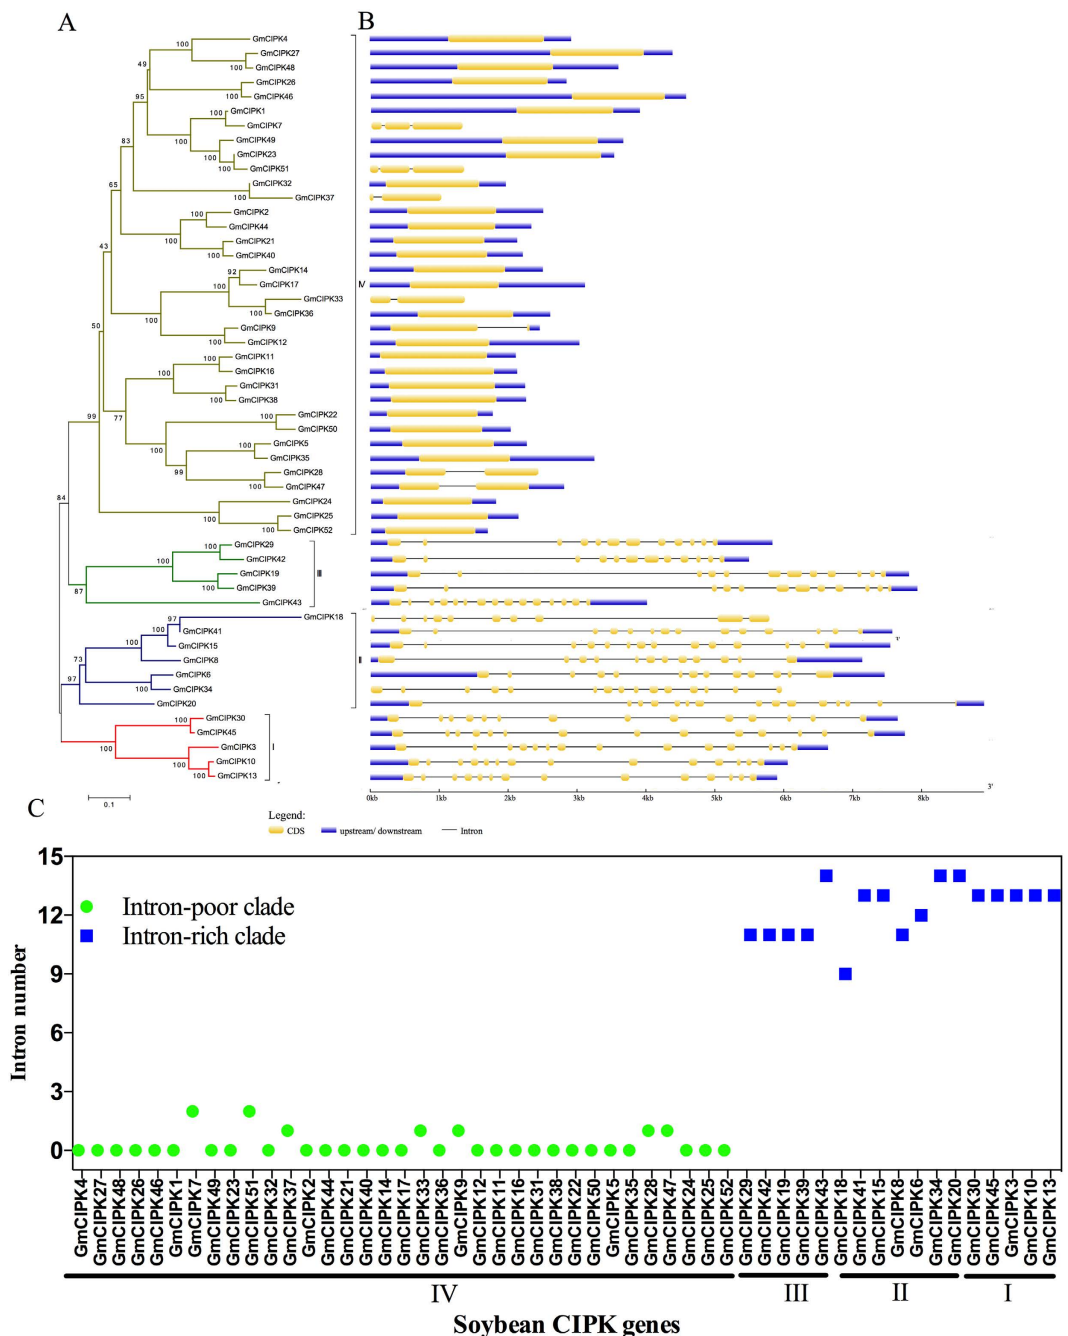 A
B
GmCIPK4
GmCIPK27
GmCIPK48
GmCIPK26
GmCIPK46
GmCIPK1
GmCIPK7
GmCIPK49
GmCIPK23
GmCIPK51
GmCIPK32
GmCIPK37
GmCIPK2
GmCIPK44
GmCIPK21
GmCIPK40
GmCIPK14
GmCIPK17
GmCIPK33
GmCIPK36
GmCIPK9
GmCIPK12
GmCIPK11
GmCIPK16
GmCIPK31
GmCIPK38
GmCIPK22
GmCIPK50
GmCIPK5
GmCIPK35
GmCIPK28
GmCIPK47
GmCIPK24
GmCIPK25
GmCIPK52
GmCIPK29
GmCIPK42
GmCIPK19
GmCIPK39
GmCIPK43
GmCIPK18
GmCIPK41
GmCIPK15
GmCIPK8
GmCIPK6
GmCIPK34
GmCIPK20
GmCIPK30
GmCIPK45
GmCIPK3
GmCIPK10
GmCIPK13
100
100
49
100
95
100
100
100
100
83
100
65
100
100
100
43
92
100
100
100
100
50
100
100
100
77
100
100
100
99
100
99
100
100
84
100
100
100
87
97
100
100
73
97
100
100
100
100
100
IV
III
II
I
0.1
0kb 1kb 2kb 3kb 4kb 5kb 6kb 7kb 8kb
3'
Legend:
CDS upstream/ downstream Intron
C
15
12
9
6
3
0
Intron number
Intron-poor clade
Intron-rich clade
GmCIPK4
GmCIPK27
GmCIPK48
GmCIPK26
GmCIPK46
GmCIPK1
GmCIPK7
GmCIPK49
GmCIPK23
GmCIPK51
GmCIPK32
GmCIPK37
GmCIPK2
GmCIPK44
GmCIPK21
GmCIPK40
GmCIPK14
GmCIPK17
GmCIPK33
GmCIPK36
GmCIPK9
GmCIPK12
GmCIPK11
GmCIPK16
GmCIPK31
GmCIPK38
GmCIPK22
GmCIPK50
GmCIPK5
GmCIPK35
GmCIPK28
GmCIPK47
GmCIPK24
GmCIPK25
GmCIPK52
GmCIPK29
GmCIPK42
GmCIPK19
GmCIPK39
GmCIPK43
GmCIPK18
GmCIPK41
GmCIPK15
GmCIPK8
GmCIPK6
GmCIPK34
GmCIPK20
GmCIPK30
GmCIPK45
GmCIPK3
GmCIPK10
GmCIPK13
IV III II I
Soybean CIPK genes